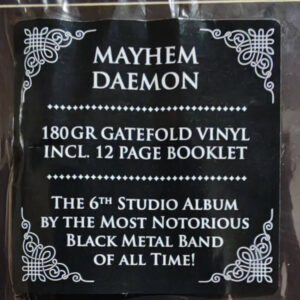 MAYHEM
DAEMON
180GR GATEFOLD VINYL
INCL. 12 PAGE BOOKLET
THE 6TH STUDIO ALBUM
BY THE MOST NOTORIOUS
BLACK METAL BAND
OF ALL TIME!